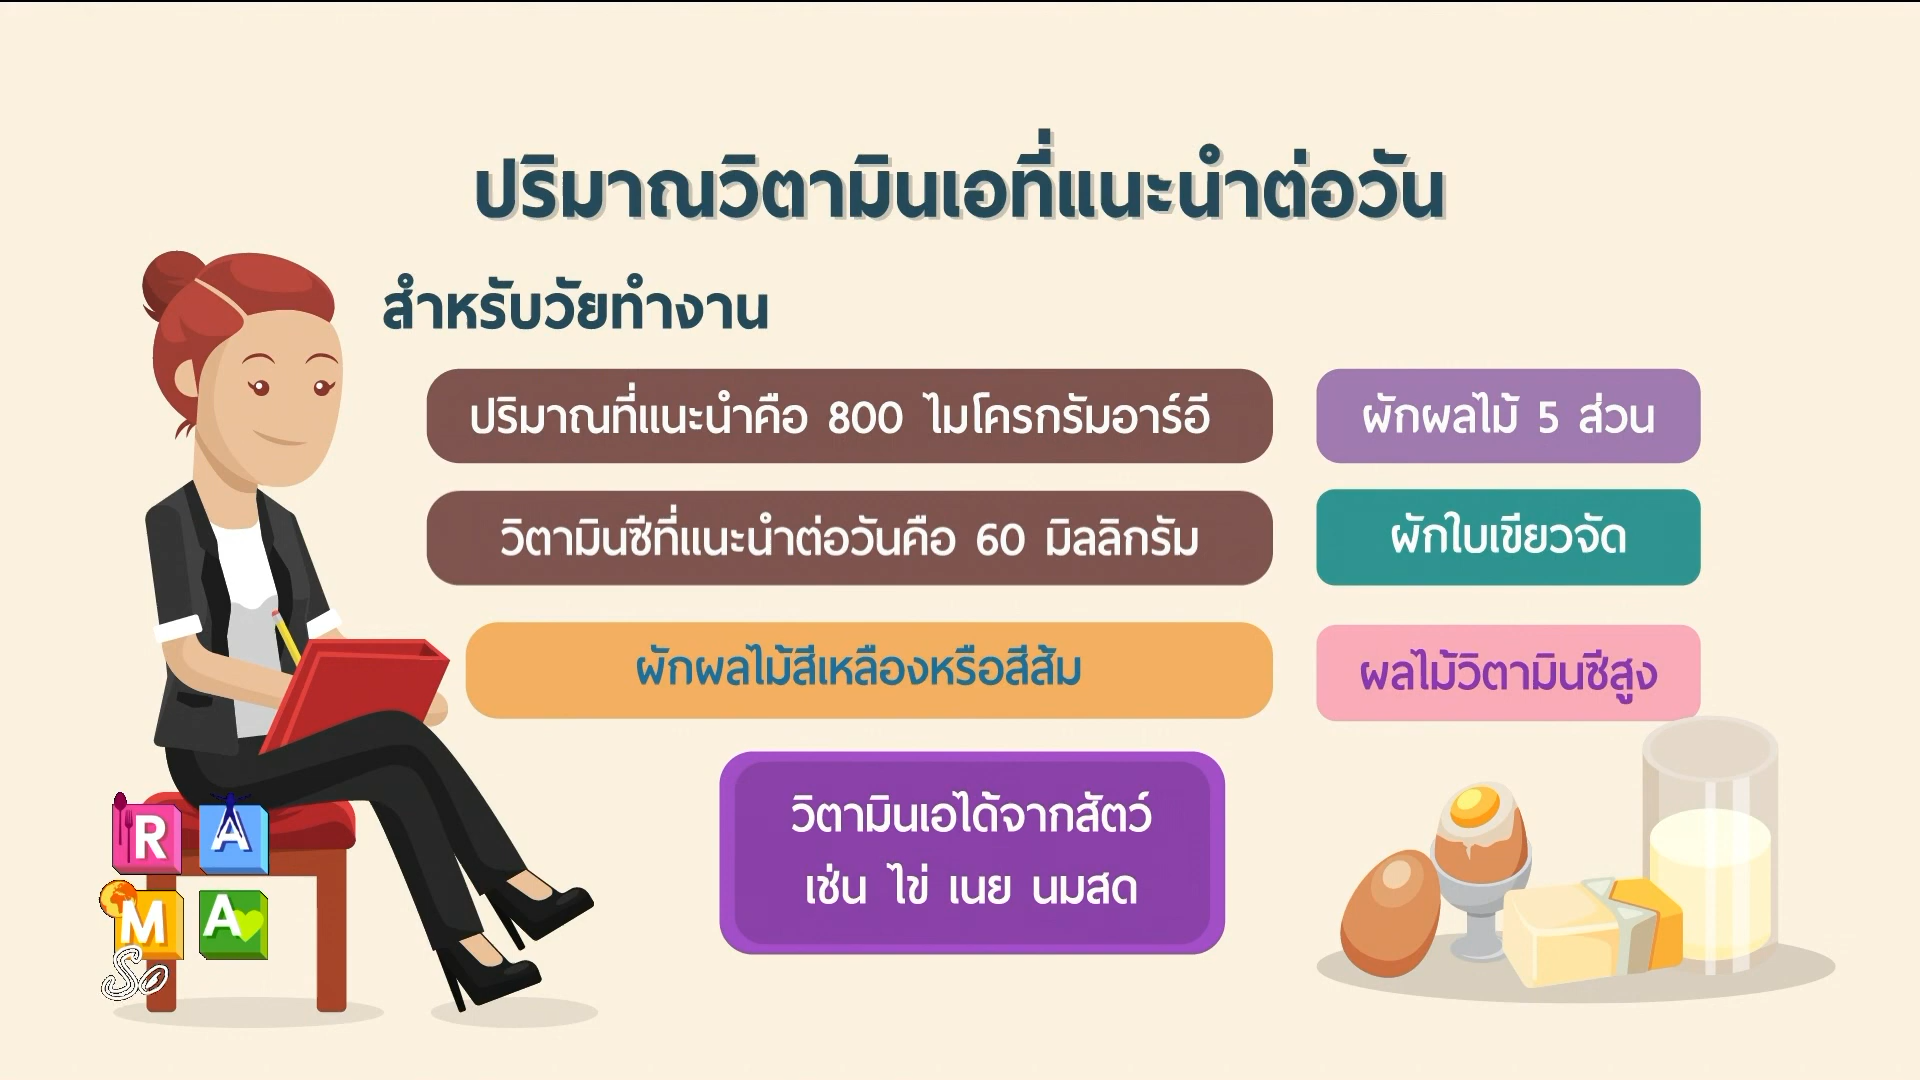 ปริมาณวิตามินเอที่แนะนำต่อวัน
สำหรับวัยทำงาน
ปริมาณที่แนะนำคือ 800 ไมโครกรัมอาร์อี
ผักผลไม้ 5 ส่วน
วิตามินซีที่แนะนำต่อวันคือ 60 มิลลิกรัม
ผักใบเขียวจัด
ผักผลไม้สีเหลืองหรือสีส้ม
ผลไม้วิตามินซีสูง
วิตามินเอได้จากสัตว์
เช่น ไข่ เนย นมสด
RA
MA